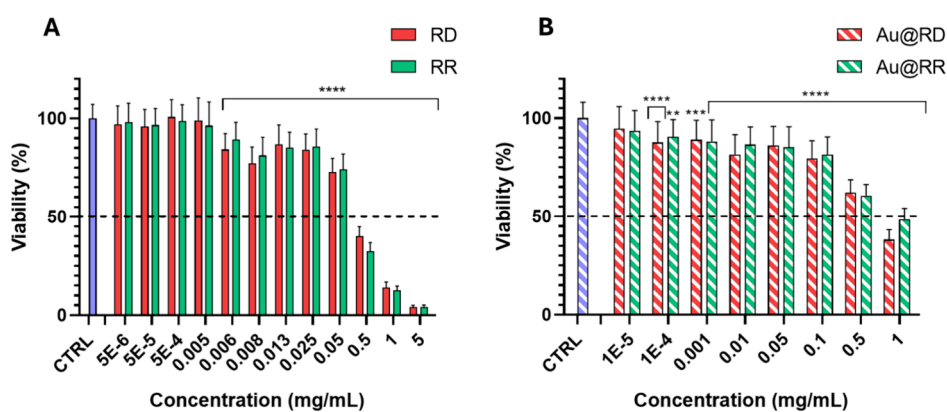 A
RD
RR
****
Viability (%)
100
50
0
CTRL
5E-6
5E-5
5E-4
0.005
0.006
0.008
0.013
0.025
0.05
0.5
1
5
Concentration (mg/mL)
B
Au@RD
Au@RR
****
**** ** ***
Viability (%)
100
50
0
CTRL
1E-5
1E-4
0.001
0.01
0.05
0.1
0.5
1
Concentration (mg/mL)